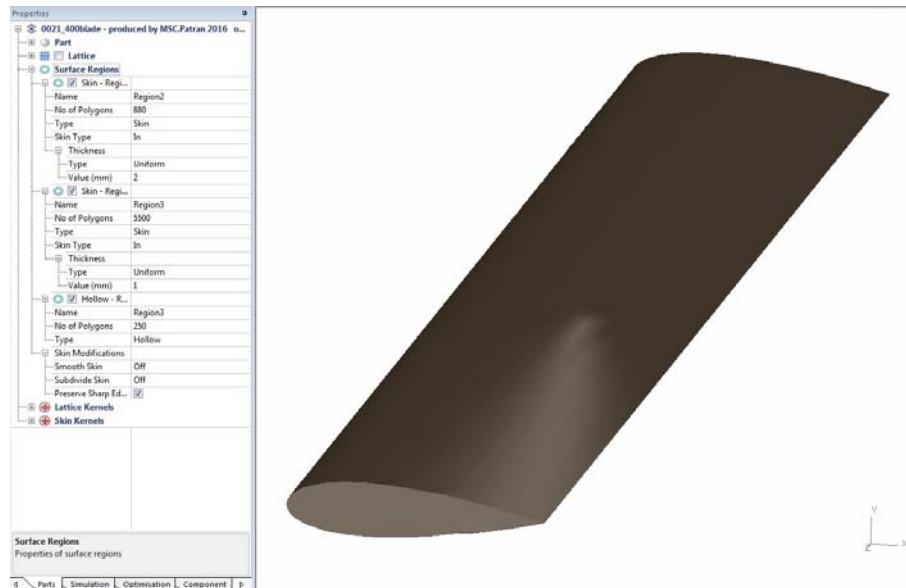 Properties
0021_400blade - produced by MSC.Patran 2016 o...
Part
Lattice
Surface Regions
Skin - Regi...
Name Region2
No of Polygons 880
Type Skin
Skin Type In
Thickness
Type Uniform
Value (mm) 2
Skin - Regi...
Name Region3
No of Polygons 5500
Type Skin
Skin Type In
Thickness
Type Uniform
Value (mm) 1
Hollow - R...
Name Region3
No of Polygons 250
Type Hollow
Skin Modifications
Smooth Skin Off
Subdivide Skin Off
Preserve Sharp Ed...
Lattice Kernels
Skin Kernels
Surface Regions
Properties of surface regions
Parts Simulation Optimisation Component
Y
Z X